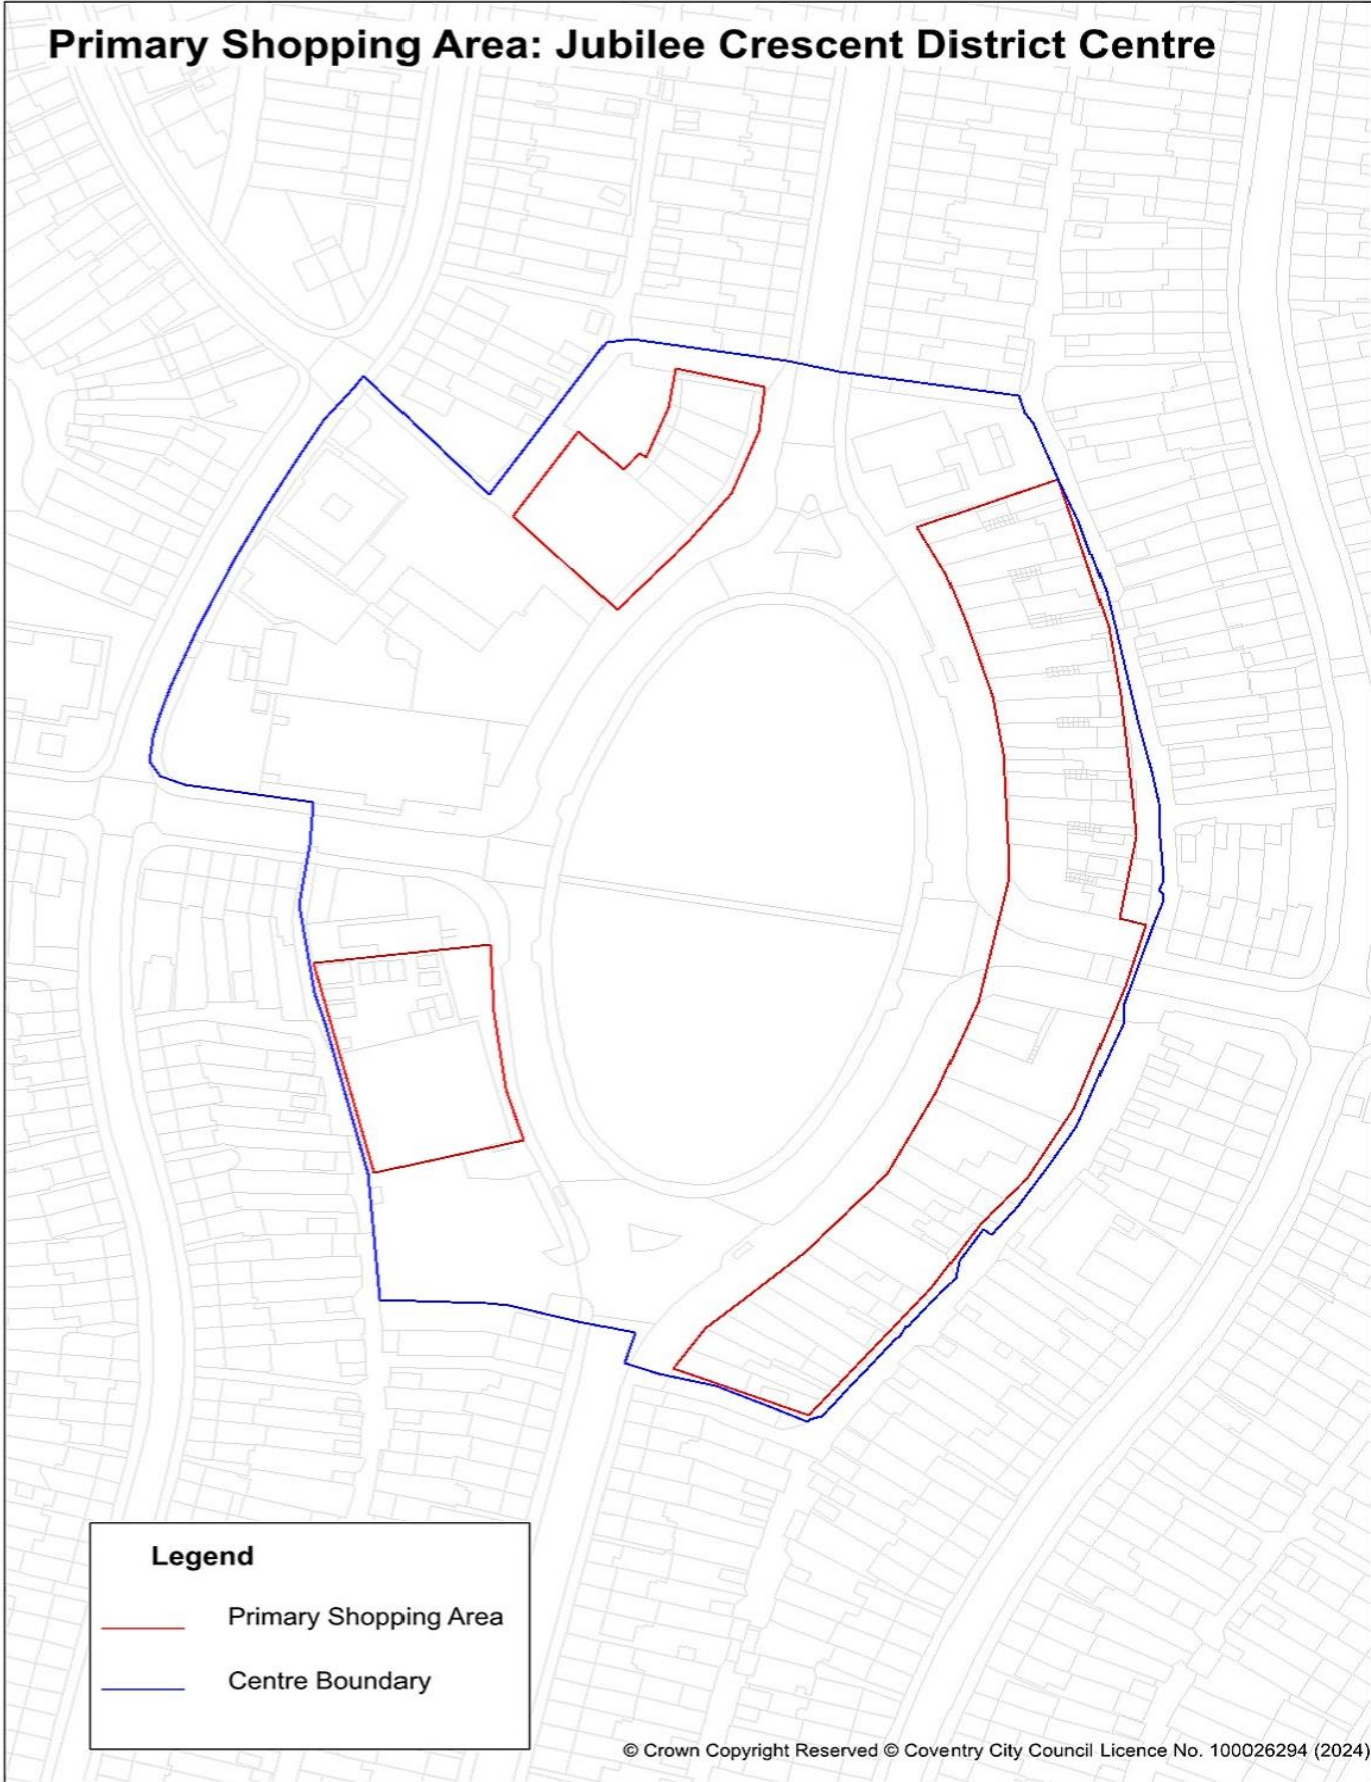 Primary Shopping Area: Jubilee Crescent District Centre
Legend
Primary Shopping Area
Centre Boundary
© Crown Copyright Reserved © Coventry City Council Licence No. 100026294 (2024)